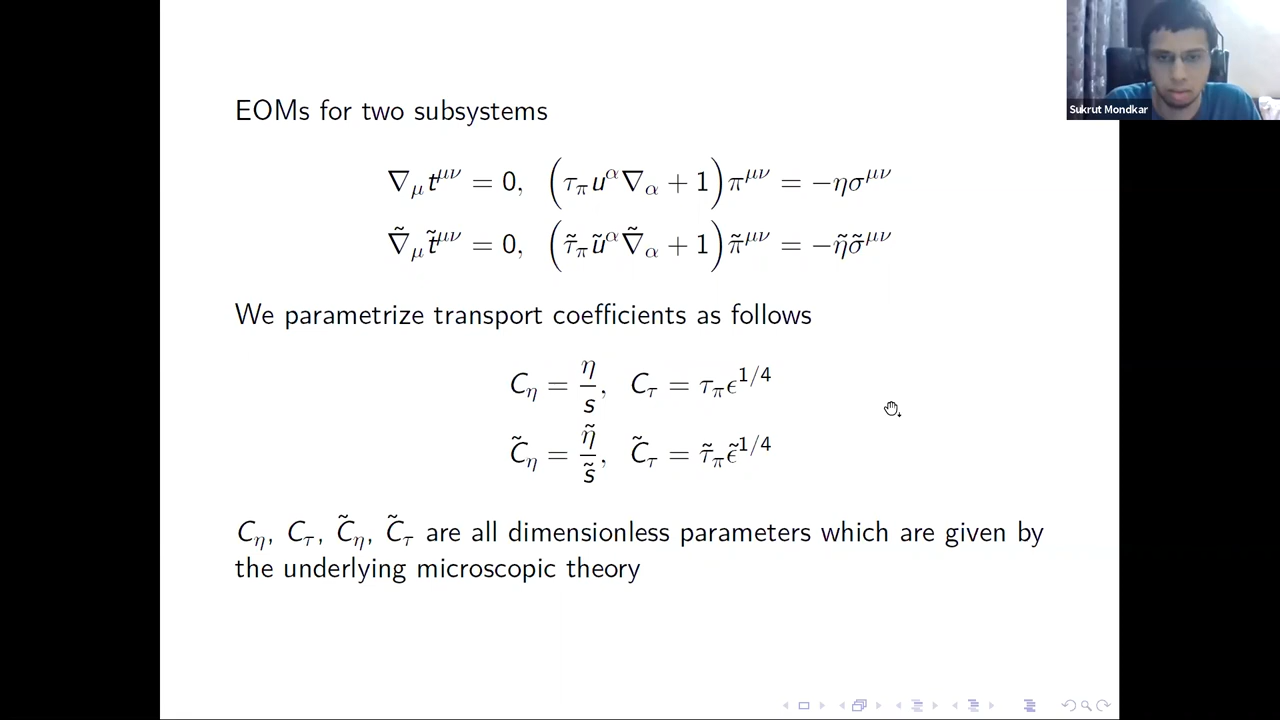 Sukrut Mondkar
EOMs for two subsystems
∇_μ t^{μν} = 0, (τ_π u^α ∇_α + 1) π^{μν} = −ησ^{μν}
∇̃_μ t̃^{μν} = 0, (τ̃_π ũ^α ∇̃_α + 1) π̃^{μν} = −η̃σ̃^{μν}
We parametrize transport coefficients as follows
C_η = η/s, C_τ = τ_π ϵ^{1/4}
C̃_η = η̃/s̃, C̃_τ = τ̃_π ϵ̃^{1/4}
C_η, C_τ, C̃_η, C̃_τ are all dimensionless parameters which are given by
the underlying microscopic theory